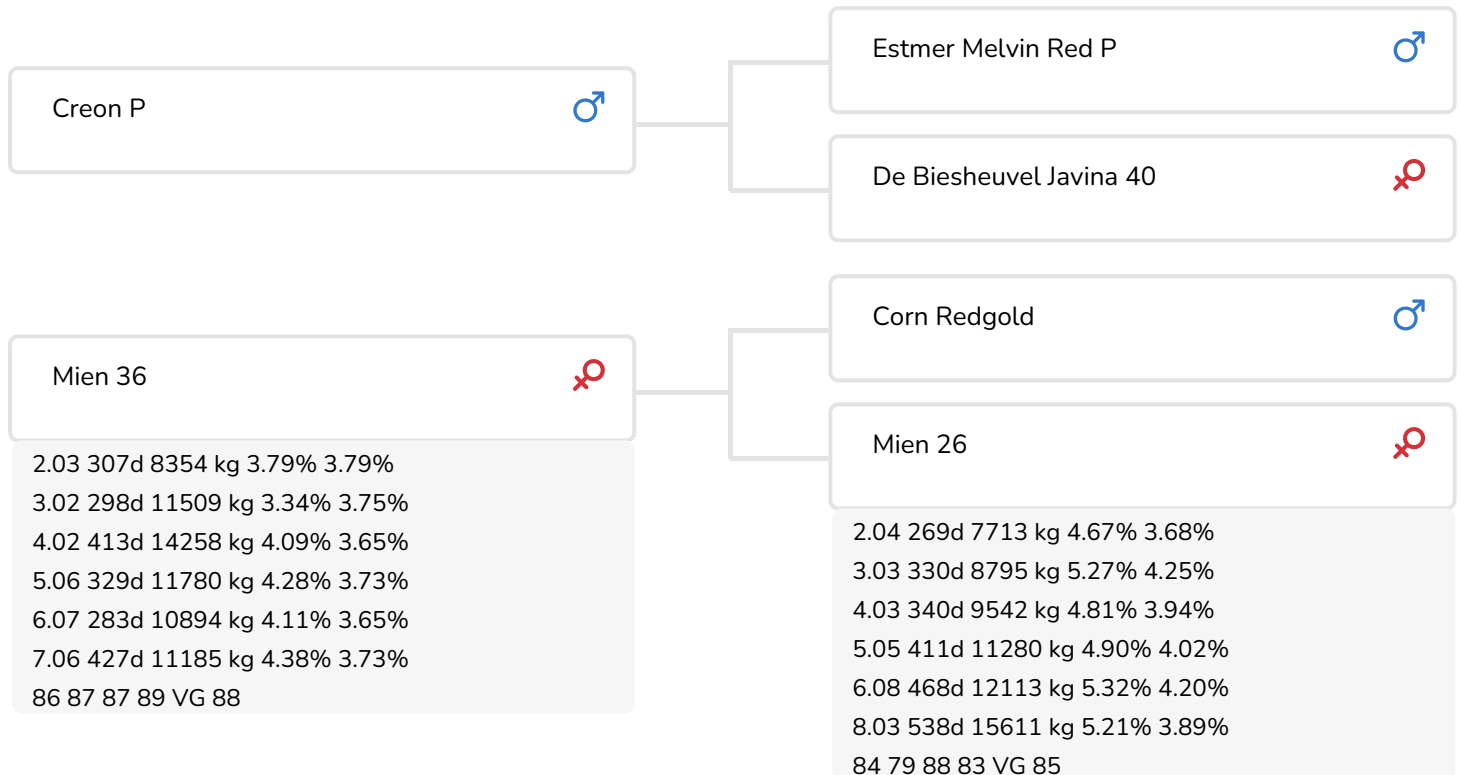 Creon P
Estmer Melvin Red P
De Biesheuvel Javina 40
Mien 36
2.03 307d 8354 kg 3.79% 3.79%
3.02 298d 11509 kg 3.34% 3.75%
4.02 413d 14258 kg 4.09% 3.65%
5.06 329d 11780 kg 4.28% 3.73%
6.07 283d 10894 kg 4.11% 3.65%
7.06 427d 11185 kg 4.38% 3.73%
86 87 87 89 VG 88
Corn Redgold
Mien 26
2.04 269d 7713 kg 4.67% 3.68%
3.03 330d 8795 kg 5.27% 4.25%
4.03 340d 9542 kg 4.81% 3.94%
5.05 411d 11280 kg 4.90% 4.02%
6.08 468d 12113 kg 5.32% 4.20%
8.03 538d 15611 kg 5.21% 3.89%
84 79 88 83 VG 85